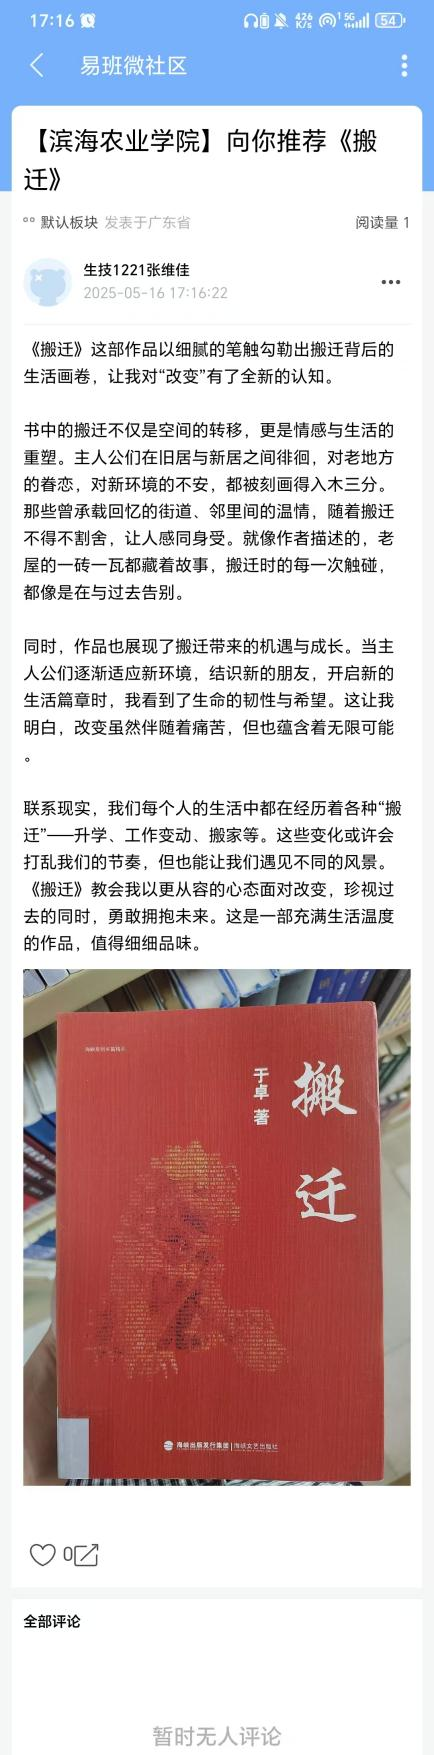 17:16
426 K/s
1 5G
54
易班微社区
【滨海农业学院】向你推荐《搬
迁》
默认板块 发表于广东省 阅读量 1
生技1221张维佳
2025-05-16 17:16:22
《搬迁》这部作品以细腻的笔触勾勒出搬迁背后的
生活画卷，让我对“改变”有了全新的认知。
书中的搬迁不仅是空间的转移，更是情感与生活的
重塑。主人公们在旧居与新居之间徘徊，对老地方
的眷恋，对新环境的不安，都被刻画得入木三分。
那些曾承载回忆的街道、邻里间的温情，随着搬迁
不得不割舍，让人感同身受。就像作者描述的，老
屋的一砖一瓦都藏着故事，搬迁时的每一次触碰，
都像是在与过去告别。
同时，作品也展现了搬迁带来的机遇与成长。当主
人公们逐渐适应新环境，结识新的朋友，开启新的
生活篇章时，我看到了生命的韧性与希望。这让我
明白，改变虽然伴随着痛苦，但也蕴含着无限可能
。
联系现实，我们每个人的生活中都在经历着各种“搬
迁”——升学、工作变动、搬家等。这些变化或许会
打乱我们的节奏，但也能让我们遇见不同的风景。
《搬迁》教会我以更从容的心态面对改变，珍视过
去的同时，勇敢拥抱未来。这是一部充满生活温度
的作品，值得细细品味。
搬迁
于卓 著
海峡出版发行集团 | 海峡文艺出版社
0
全部评论
暂时无人评论